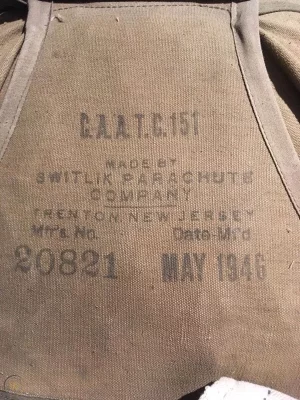 C.A.A.T.C.151
MADE BY
SWITLIK PARACHUTE
COMPANY
TRENTON NEW JERSEY
Mfr's. No. Date Mf'd
20821 MAY 1946